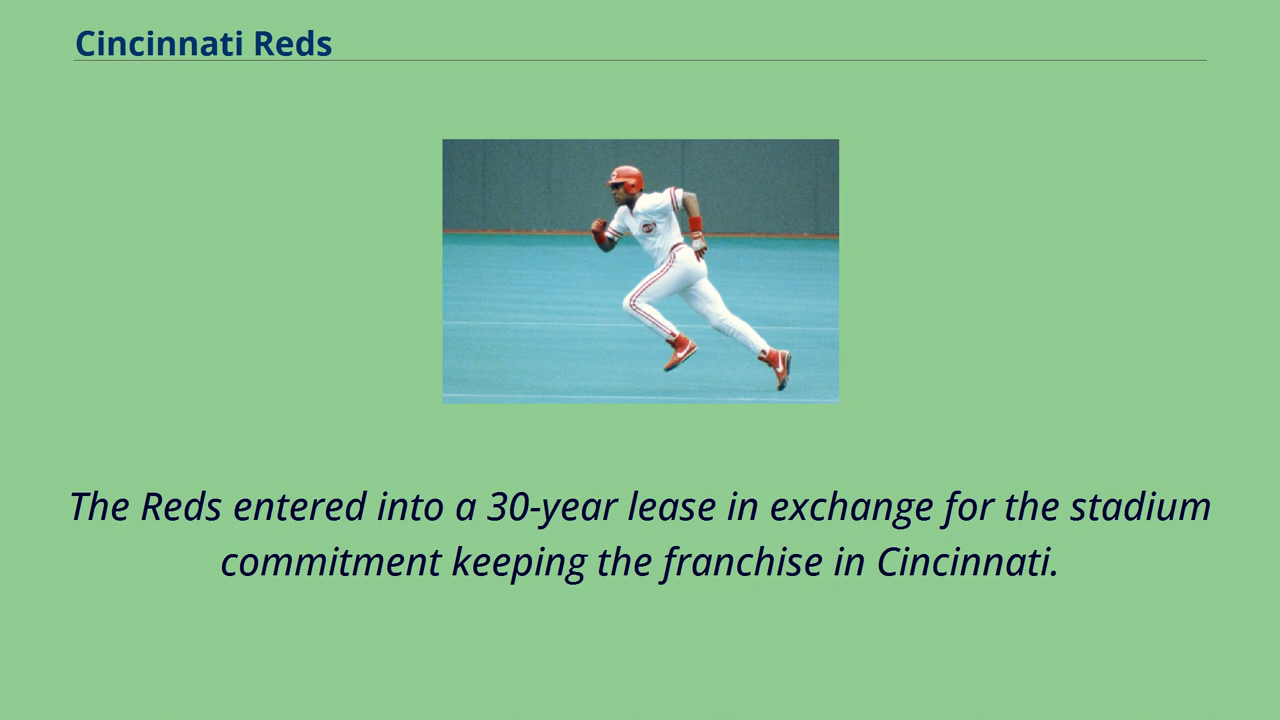 Cincinnati Reds
The Reds entered into a 30-year lease in exchange for the stadium
commitment keeping the franchise in Cincinnati.